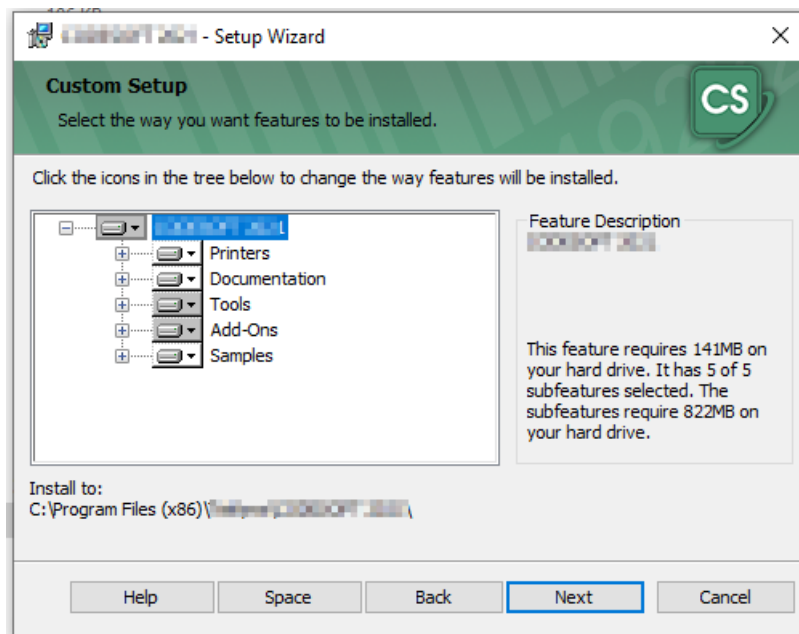 - Setup Wizard
Custom Setup
Select the way you want features to be installed.
CS
Click the icons in the tree below to change the way features will be installed.
Printers
Documentation
Tools
Add-Ons
Samples
Feature Description
This feature requires 141MB on
your hard drive. It has 5 of 5
subfeatures selected. The
subfeatures require 822MB on
your hard drive.
Install to:
C:\Program Files (x86)\
Help
Space
Back
Next
Cancel